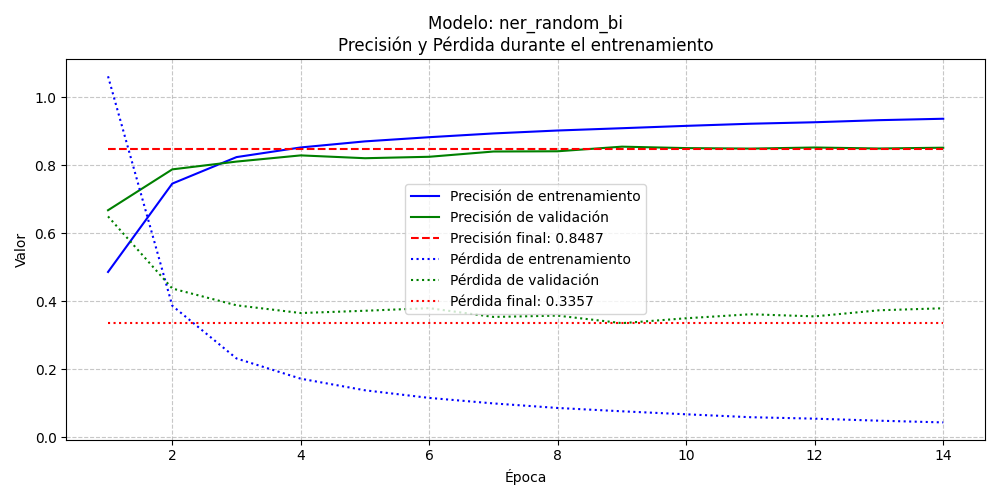 Modelo: ner_random_bi
Precisión y Pérdida durante el entrenamiento
1.0
0.8
0.6
0.4
0.2
0.0
Valor
Precisión de entrenamiento
Precisión de validación
Precisión final: 0.8487
Pérdida de entrenamiento
Pérdida de validación
Pérdida final: 0.3357
2 4 6 8 10 12 14
Época